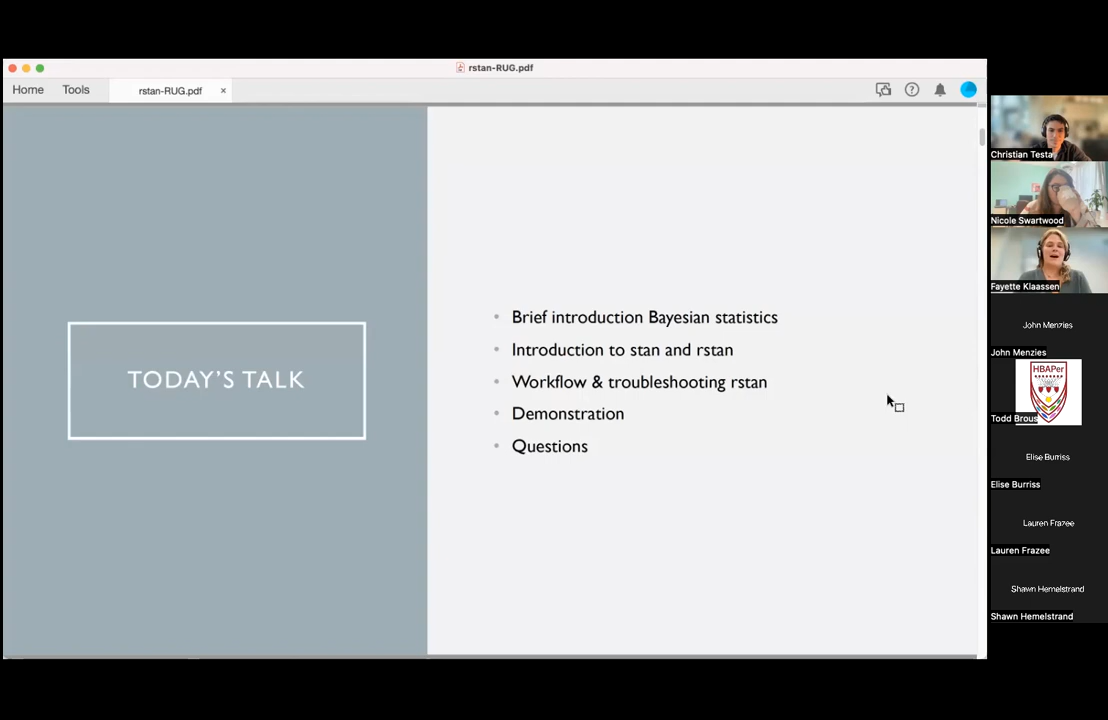 rstan-RUG.pdf
Home
Tools
rstan-RUG.pdf
×
TODAY'S TALK
• Brief introduction Bayesian statistics
• Introduction to stan and rstan
• Workflow & troubleshooting rstan
• Demonstration
• Questions
Christian Testa
Nicole Swartwood
Fayette Klaassen
John Menzies
John Menzies
HBAPer
Todd Brous
Elise Burriss
Elise Burriss
Lauren Frazee
Lauren Frazee
Shawn Hemelstrand
Shawn Hemelstrand